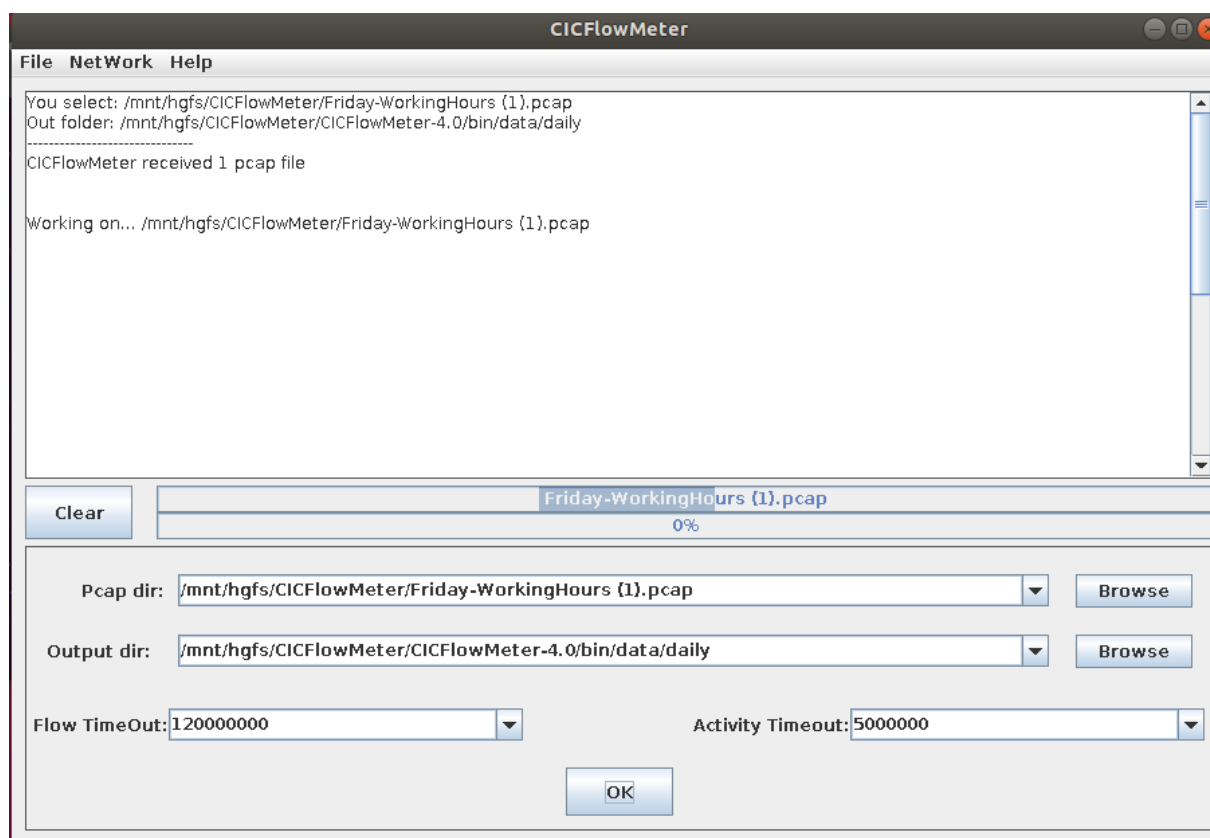 CICFlowMeter
File NetWork Help
You select: /mnt/hgfs/CICFlowMeter/Friday-WorkingHours (1).pcap
Out folder: /mnt/hgfs/CICFlowMeter/CICFlowMeter-4.0/bin/data/daily
-------------------------------
CICFlowMeter received 1 pcap file
Working on... /mnt/hgfs/CICFlowMeter/Friday-WorkingHours (1).pcap
Clear
Friday-WorkingHours (1).pcap
0%
Pcap dir: /mnt/hgfs/CICFlowMeter/Friday-WorkingHours (1).pcap Browse
Output dir: /mnt/hgfs/CICFlowMeter/CICFlowMeter-4.0/bin/data/daily Browse
Flow TimeOut: 120000000 Activity Timeout: 5000000
OK